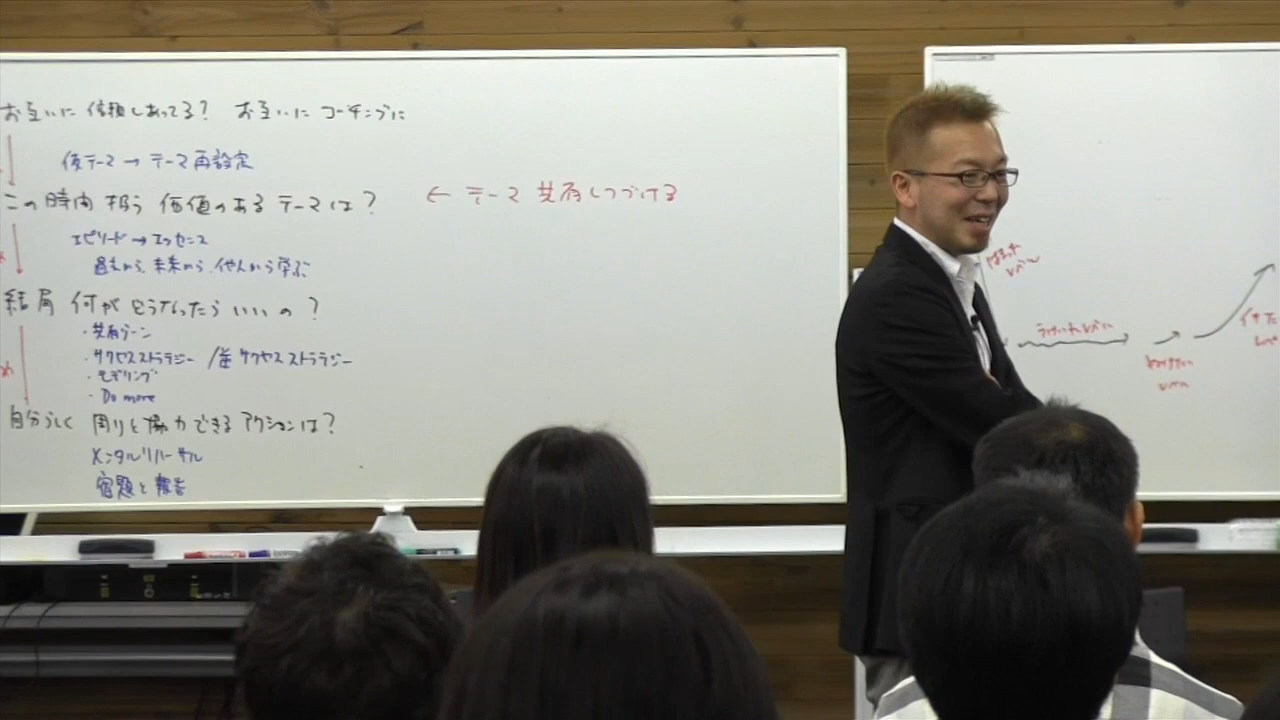 お互いに信頼しあってる? お互いに コーチングに
仮テーマ → テーマ再設定
この時間 扱う 価値のある テーマは?
← テーマ 共有しつづける
エピソード → エッセンス
過去から、未来から、他人から学ぶ
結局 何が どうなったら いいの?
・共有ゾーン
・サクセスストラテジー / 逆サクセスストラテジー
・モデリング
・Do more
自分らしく 周りと協力できる アクションは?
メンタルリハーサル
宿題と報告